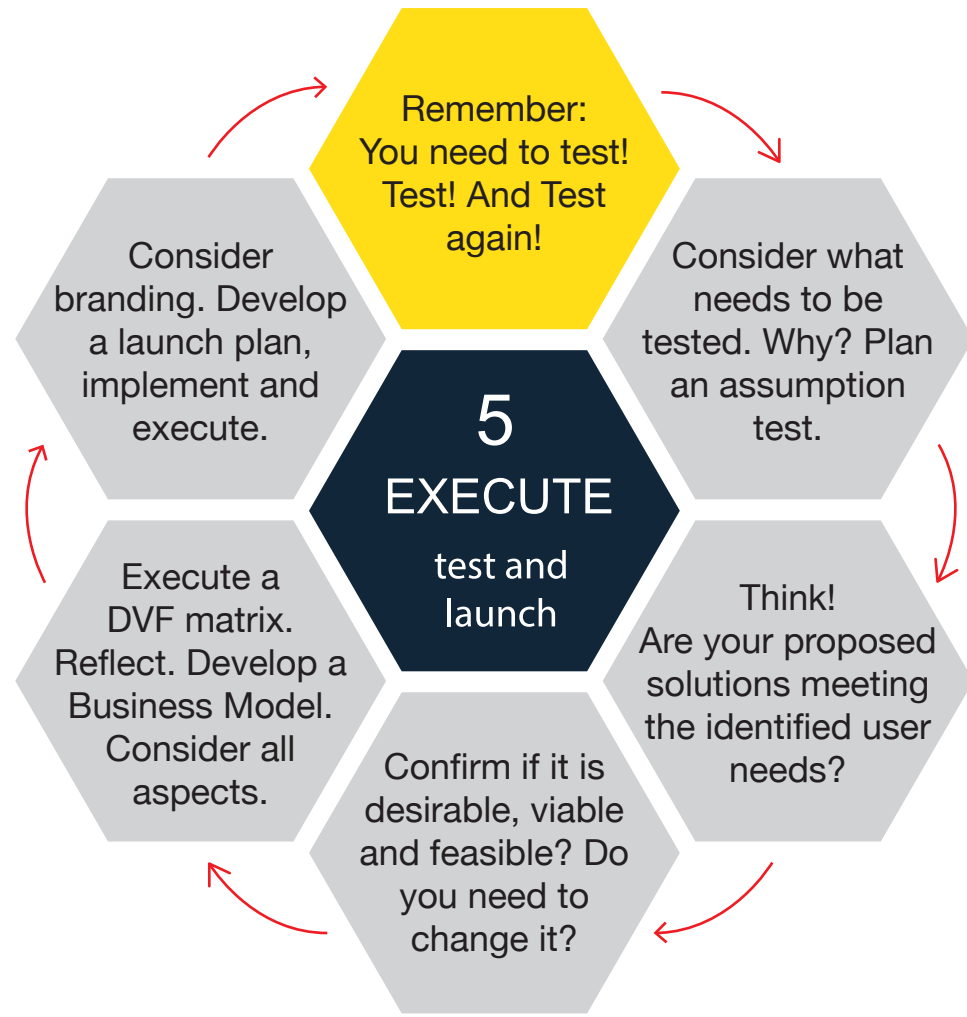 Remember:
You need to test!
Test! And Test
again!
Consider what
needs to be
tested. Why? Plan
an assumption
test.
Think!
Are your proposed
solutions meeting
the identified user
needs?
Confirm if it is
desirable, viable
and feasible? Do
you need to
change it?
Execute a
DVF matrix.
Reflect. Develop a
Business Model.
Consider all
aspects.
Consider
branding. Develop
a launch plan,
implement and
execute.
5
EXECUTE
test and
launch